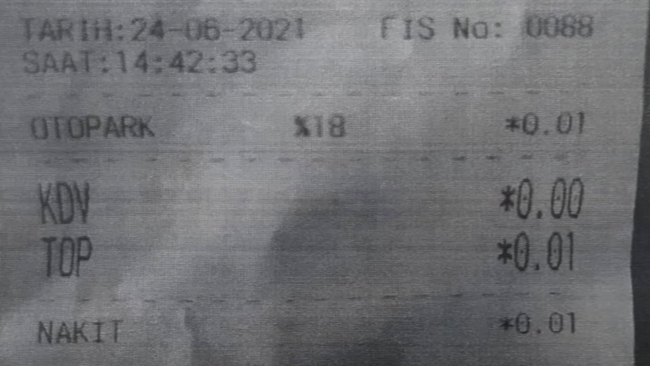 TARIH:24-06-2021 FIS No: 0088
SAAT:14:42:33
OTOPARK %18 *0.01
KDV *0.00
TOP *0.01
NAKIT *0.01